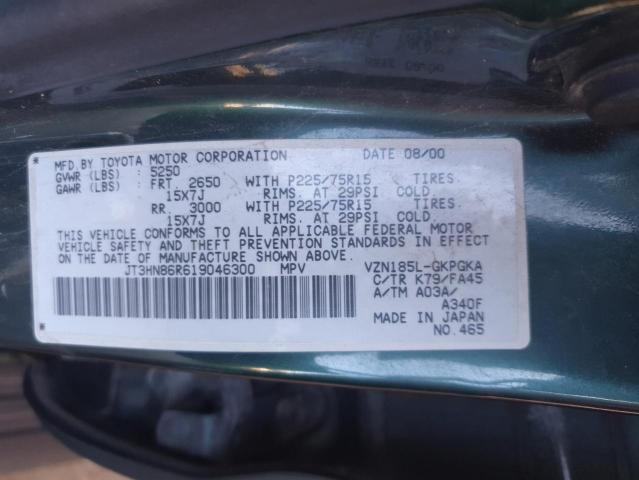 MFD.BY TOYOTA MOTOR CORPORATION DATE 08/00
GVWR (LBS) : 5250
GAWR (LBS) : FRT. 2650 WITH P225/75R15 TIRES.
15X7J RIMS. AT 29PSI COLD.
RR. 3000 WITH P225/75R15 TIRES.
15X7J RIMS. AT 29PSI COLD.
THIS VEHICLE CONFORMS TO ALL APPLICABLE FEDERAL MOTOR
VEHICLE SAFETY AND THEFT PREVENTION STANDARDS IN EFFECT
ON THE DATE OF MANUFACTURE SHOWN ABOVE.
JT3HN86R619046300 MPV VZN185L-GKPGKA
C/TR K79/FA45
A/TM A03A/
A340F
MADE IN JAPAN
NO.465